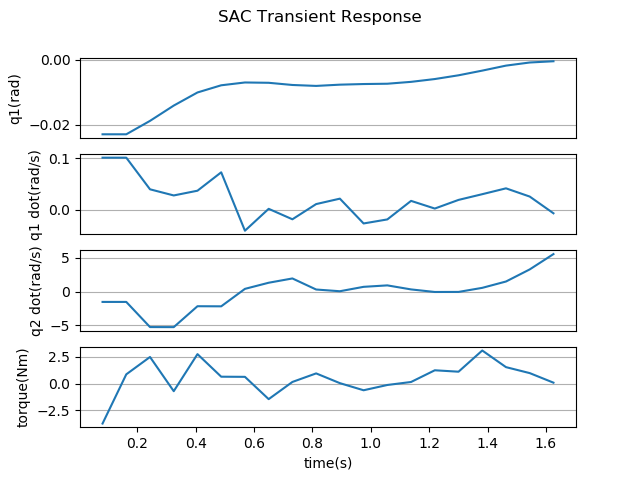 SAC Transient Response
0.00
−0.02
q1(rad)
0.1
0.0
q1 dot(rad/s)
5
0
−5
q2 dot(rad/s)
2.5
0.0
−2.5
torque(Nm)
0.2 0.4 0.6 0.8 1.0 1.2 1.4 1.6
time(s)